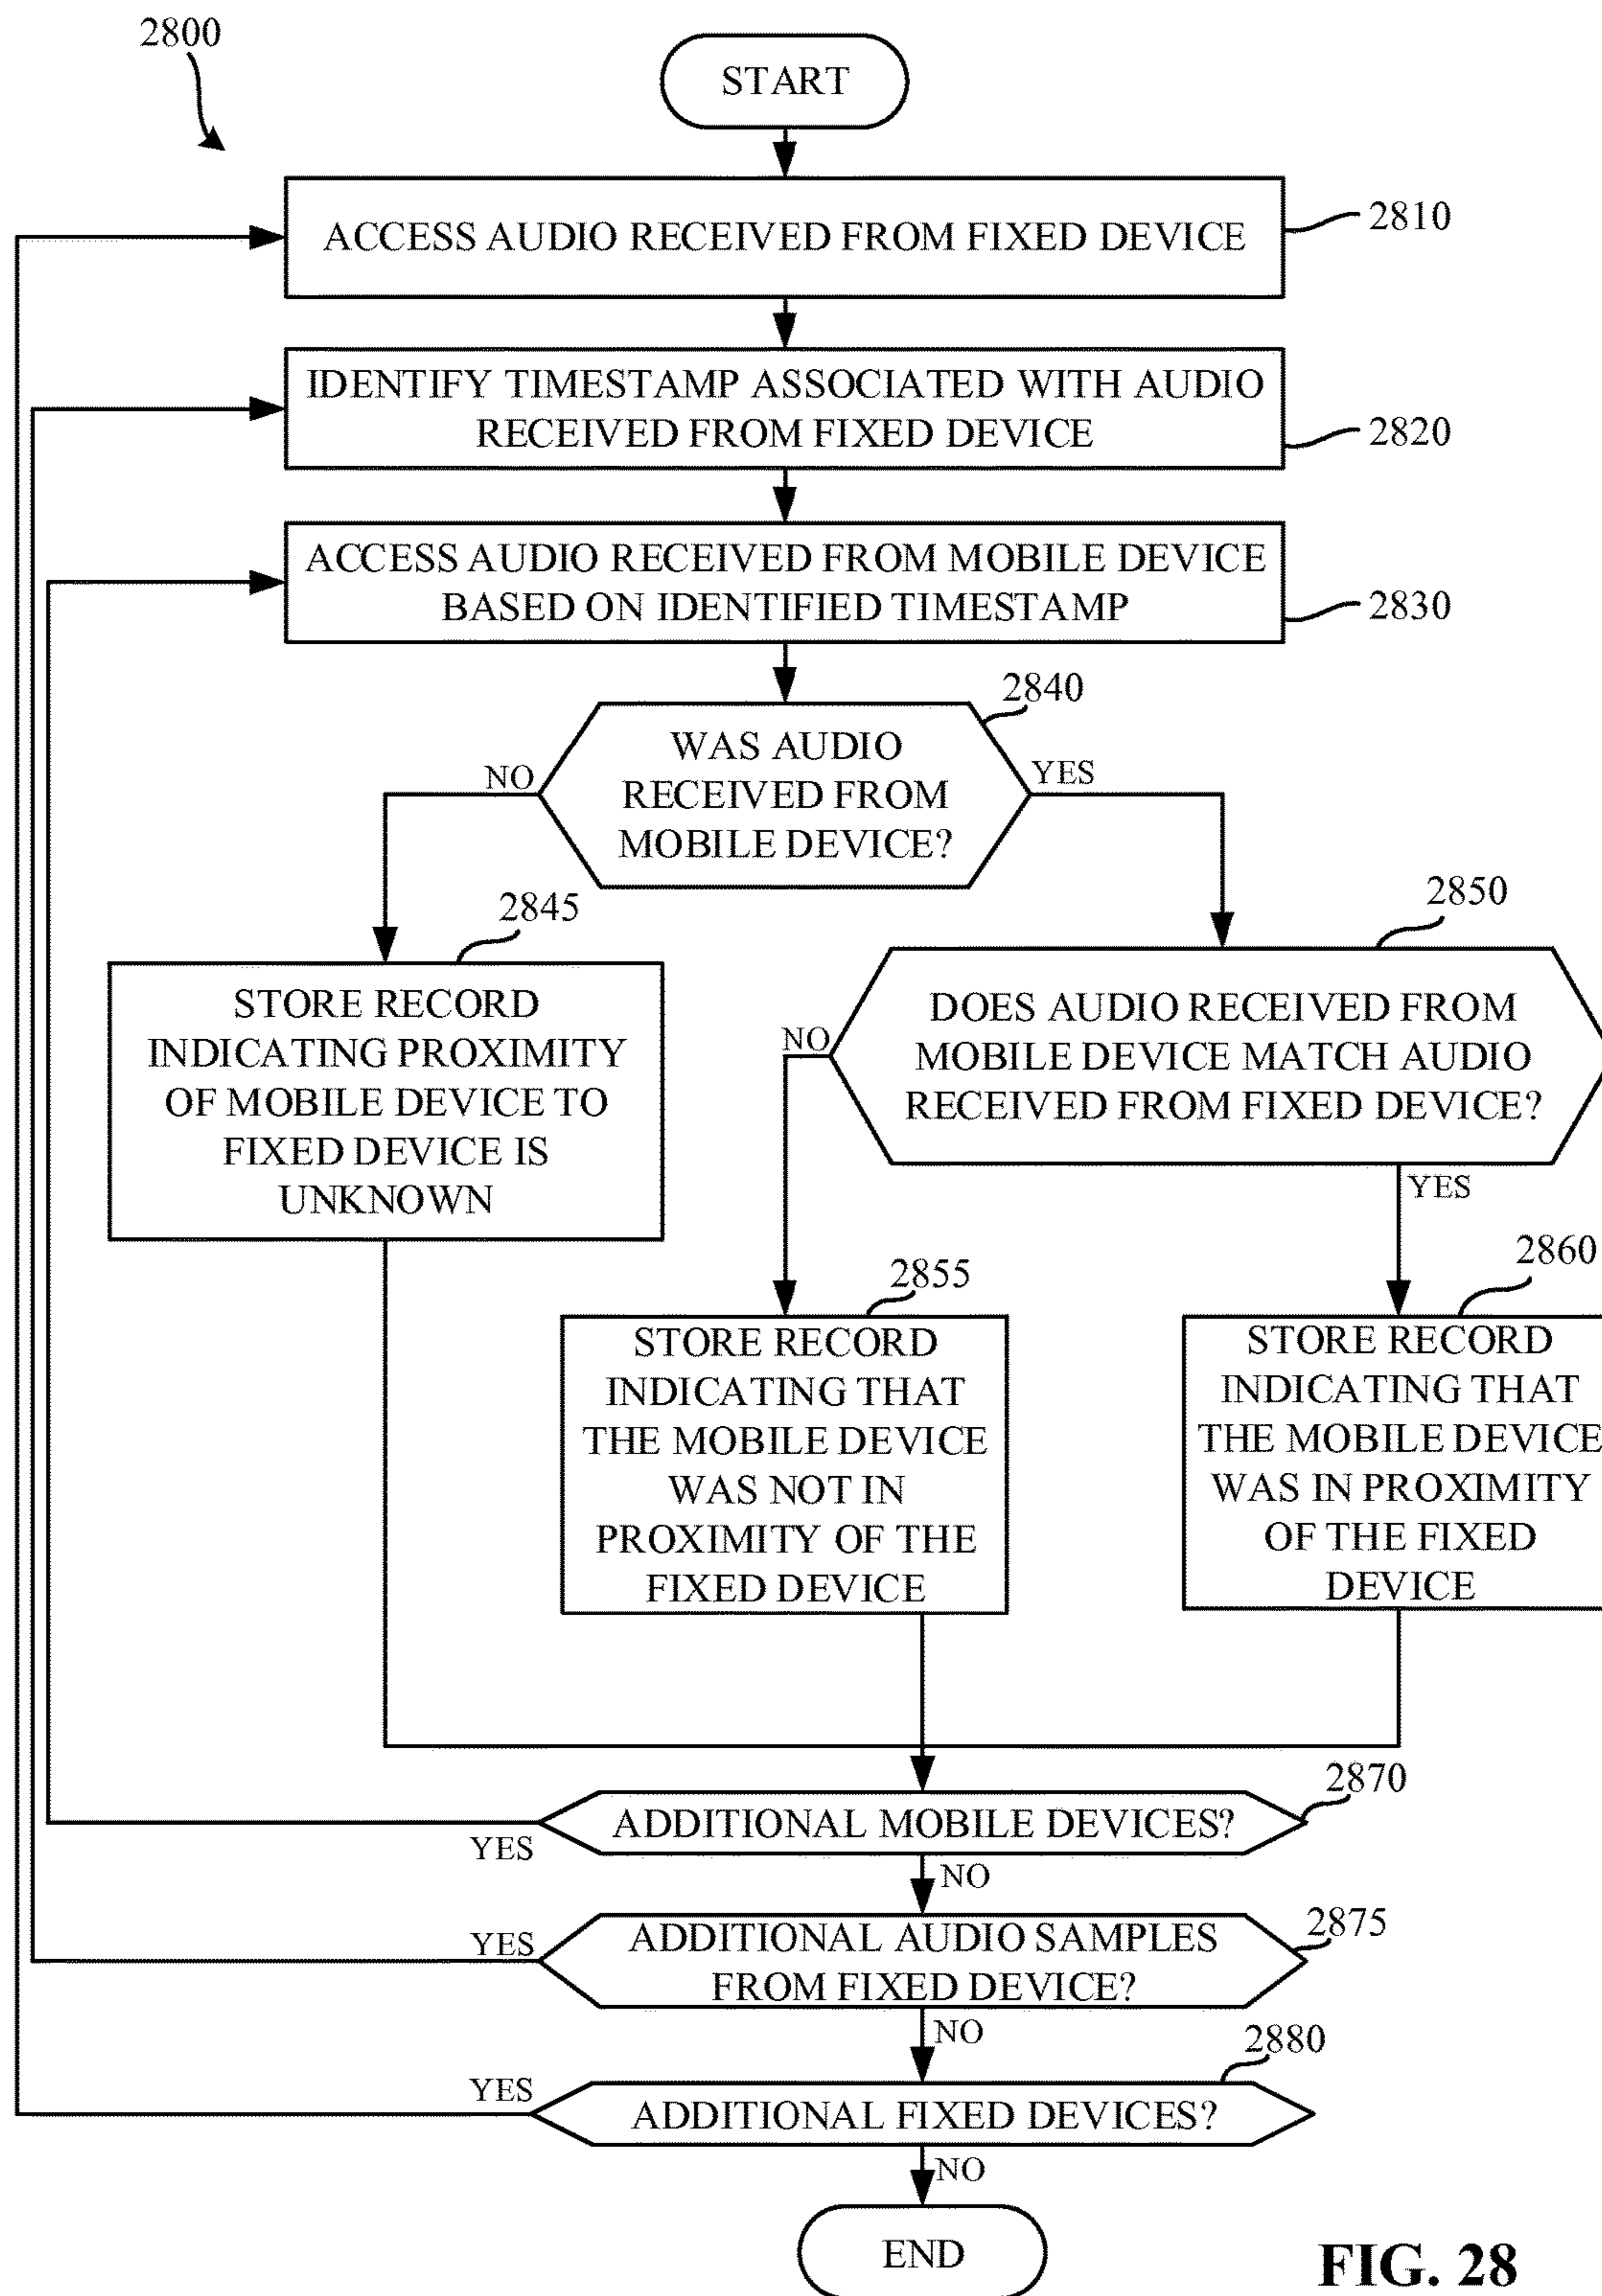 2800
START
ACCESS AUDIO RECEIVED FROM FIXED DEVICE
2810
IDENTIFY TIMESTAMP ASSOCIATED WITH AUDIO
RECEIVED FROM FIXED DEVICE
2820
ACCESS AUDIO RECEIVED FROM MOBILE DEVICE
BASED ON IDENTIFIED TIMESTAMP
2830
2840
WAS AUDIO
RECEIVED FROM
MOBILE DEVICE?
NO
YES
2845
STORE RECORD
INDICATING PROXIMITY
OF MOBILE DEVICE TO
FIXED DEVICE IS
UNKNOWN
2850
DOES AUDIO RECEIVED FROM
MOBILE DEVICE MATCH AUDIO
RECEIVED FROM FIXED DEVICE?
NO
YES
2855
STORE RECORD
INDICATING THAT
THE MOBILE DEVICE
WAS NOT IN
PROXIMITY OF THE
FIXED DEVICE
2860
STORE RECORD
INDICATING THAT
THE MOBILE DEVICE
WAS IN PROXIMITY
OF THE FIXED
DEVICE
2870
ADDITIONAL MOBILE DEVICES?
YES
NO
2875
ADDITIONAL AUDIO SAMPLES
FROM FIXED DEVICE?
YES
NO
2880
ADDITIONAL FIXED DEVICES?
YES
NO
END
FIG. 28